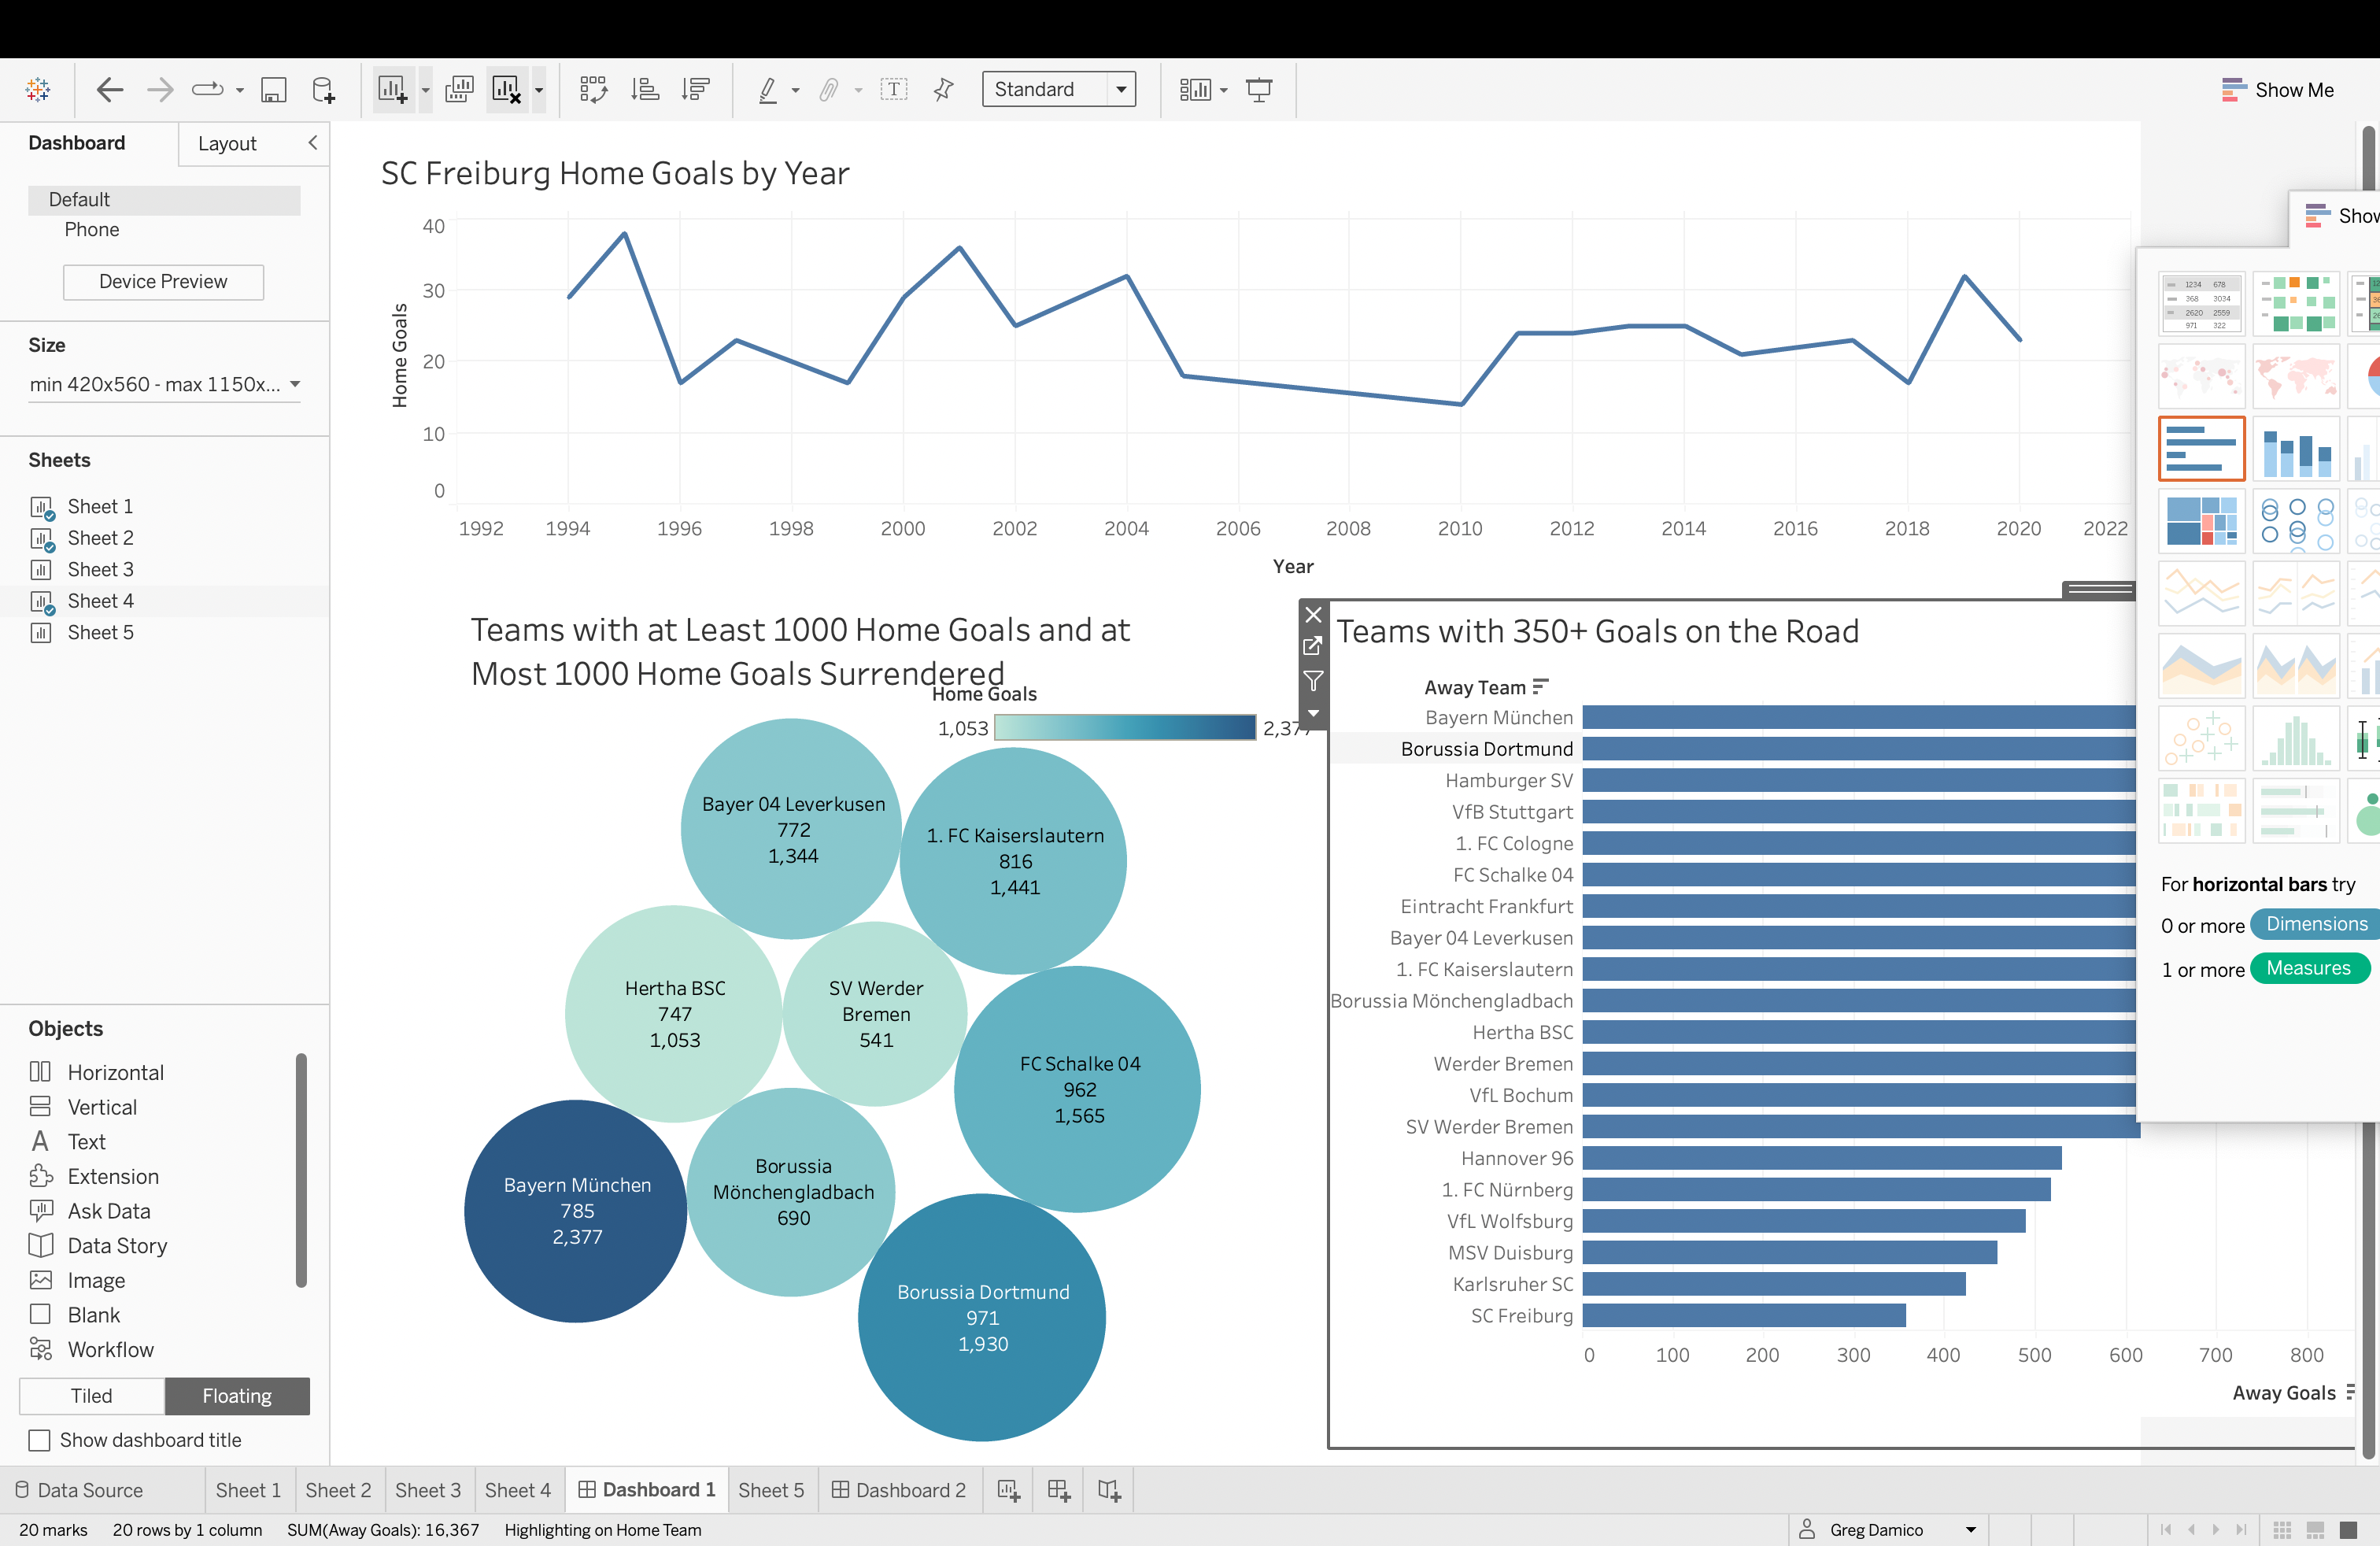 Standard
Show Me
Dashboard
Layout
Default
Phone
Device Preview
Size
min 420x560 - max 1150x...
Sheets
Sheet 1
Sheet 2
Sheet 3
Sheet 4
Sheet 5
Objects
Horizontal
Vertical
Text
Extension
Ask Data
Data Story
Image
Blank
Workflow
Tiled
Floating
Show dashboard title
SC Freiburg Home Goals by Year
Home Goals
40
30
20
10
0
1992 1994 1996 1998 2000 2002 2004 2006 2008 2010 2012 2014 2016 2018 2020 2022
Year
Teams with at Least 1000 Home Goals and at
Most 1000 Home Goals Surrendered
Home Goals
1,053
2,377
Bayer 04 Leverkusen
772
1,344
1. FC Kaiserslautern
816
1,441
Hertha BSC
747
1,053
SV Werder
Bremen
541
FC Schalke 04
962
1,565
Bayern München
785
2,377
Borussia
Mönchengladbach
690
Borussia Dortmund
971
1,930
Teams with 350+ Goals on the Road
Away Team
Bayern München
Borussia Dortmund
Hamburger SV
VfB Stuttgart
1. FC Cologne
FC Schalke 04
Eintracht Frankfurt
Bayer 04 Leverkusen
1. FC Kaiserslautern
Borussia Mönchengladbach
Hertha BSC
Werder Bremen
VfL Bochum
SV Werder Bremen
Hannover 96
1. FC Nürnberg
VfL Wolfsburg
MSV Duisburg
Karlsruher SC
SC Freiburg
0 100 200 300 400 500 600 700 800
Away Goals
Show
1234 678
368 3034
2620 2559
971 322
For horizontal bars try
0 or more Dimensions
1 or more Measures
Data Source
Sheet 1
Sheet 2
Sheet 3
Sheet 4
Dashboard 1
Sheet 5
Dashboard 2
20 marks 20 rows by 1 column SUM(Away Goals): 16,367 Highlighting on Home Team
Greg Damico